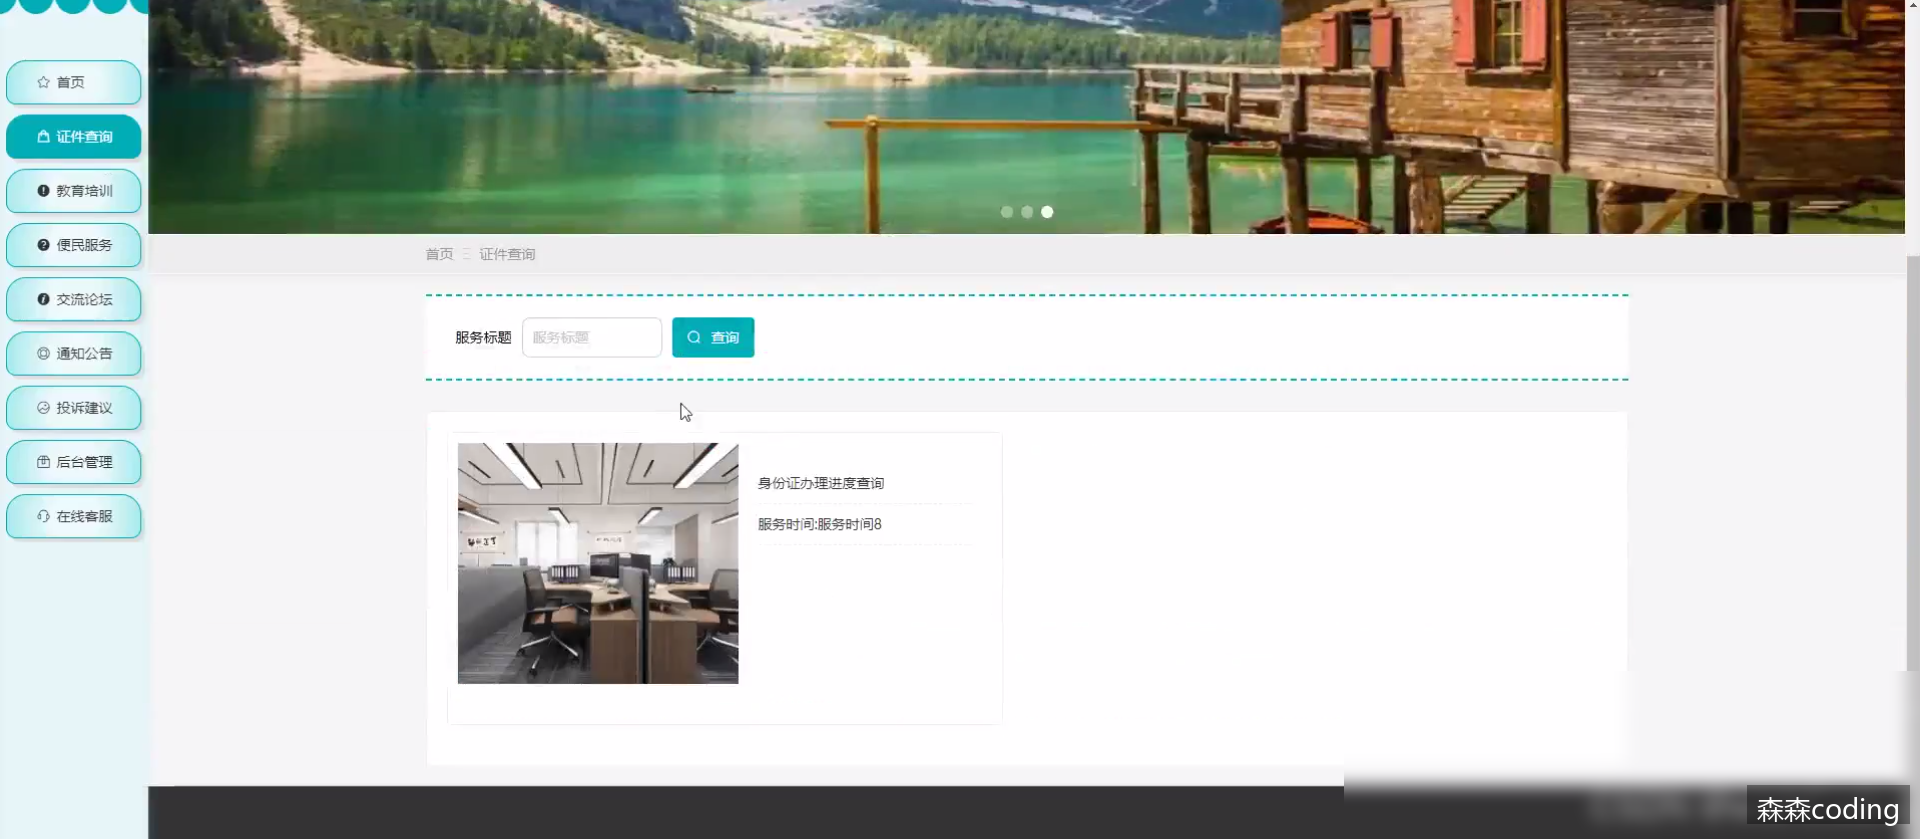 首页
证件查询
教育培训
便民服务
交流论坛
通知公告
投诉建议
后台管理
在线客服
首页 证件查询
服务标题 服务标题 查询
身份证办理进度查询
服务时间:服务时间8
森森coding